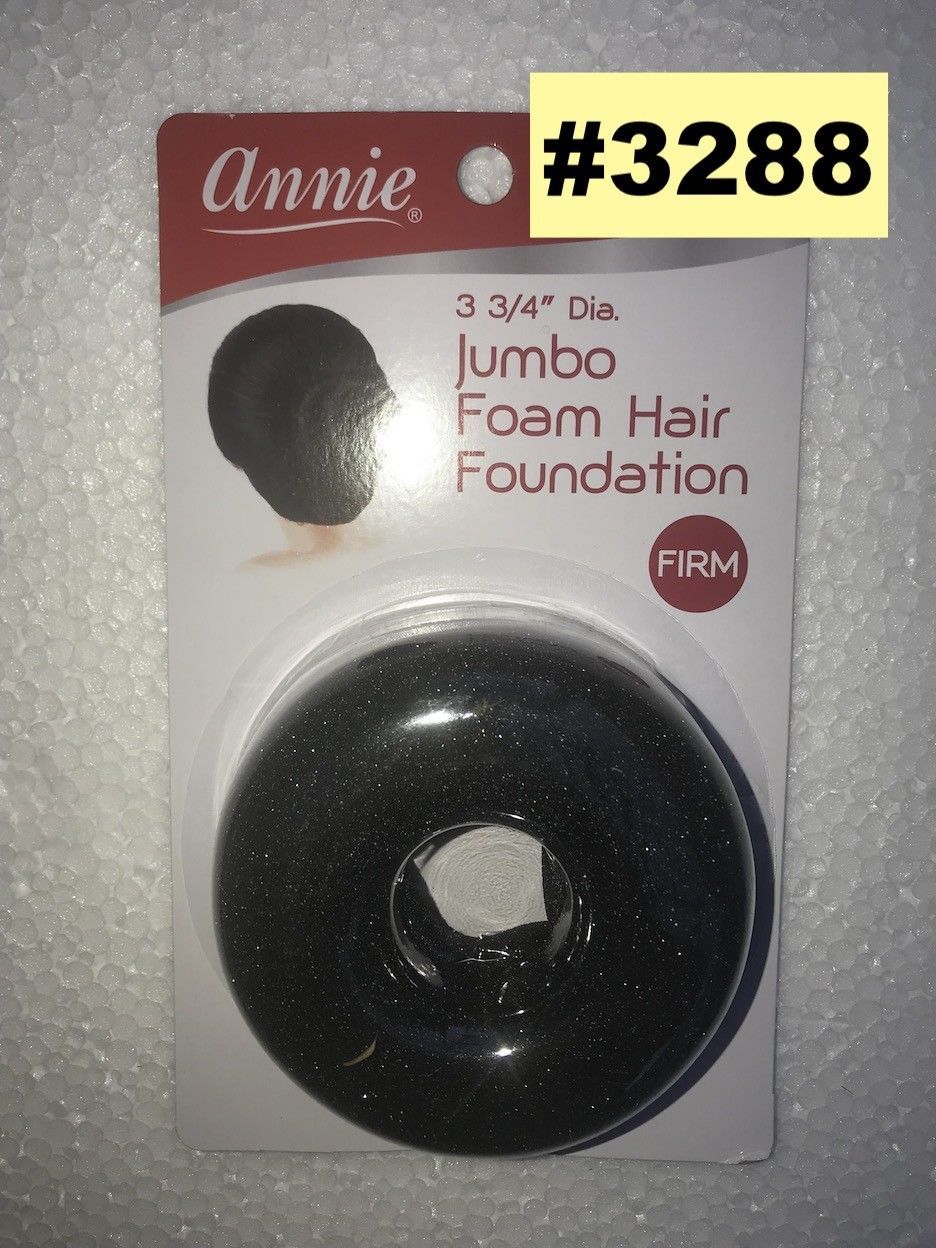 annie®
#3288
3 3/4" Dia.
Jumbo
Foam Hair
Foundation
FIRM